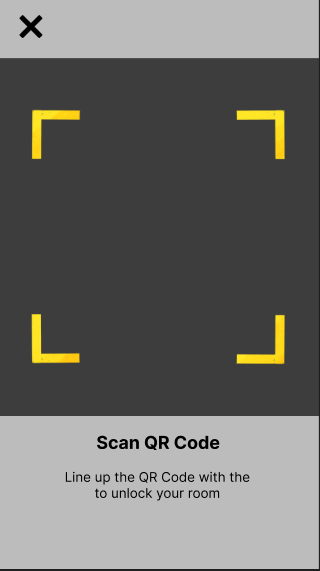 Scan QR Code
Line up the QR Code with the
to unlock your room